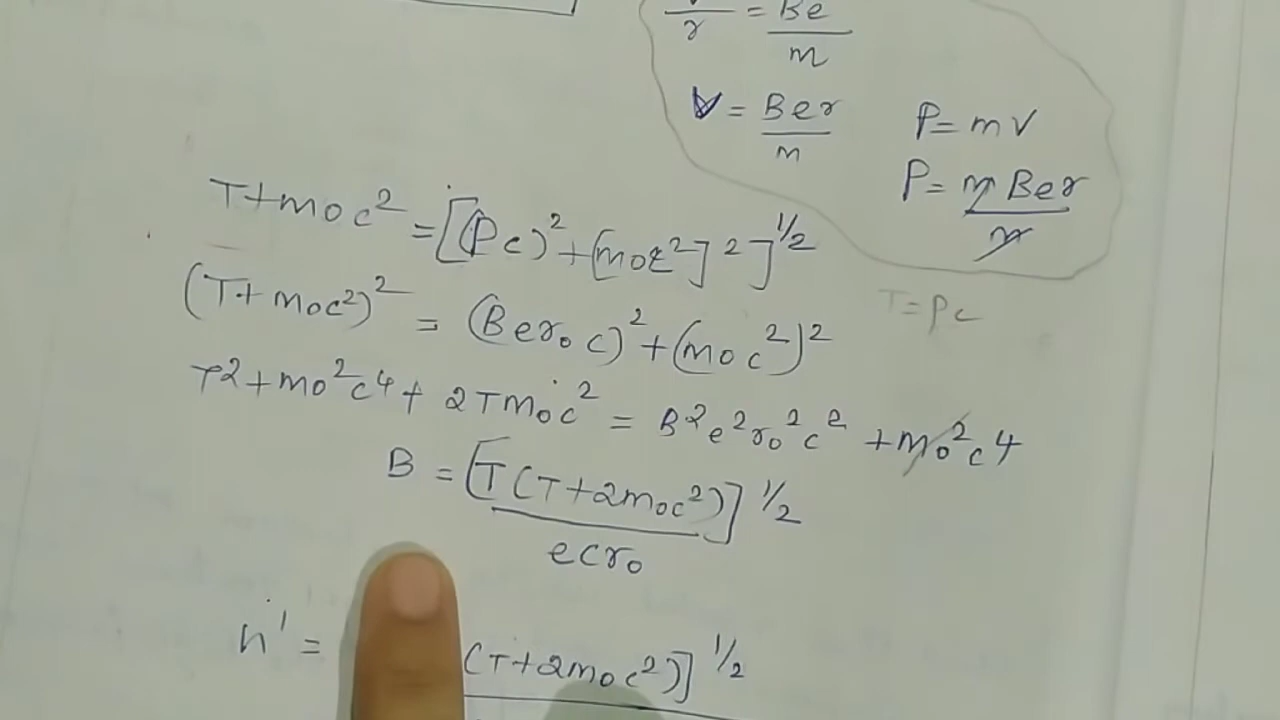 r = Be
m
V = Ber
m
P = mV
P = m Ber
m
T+m0c² = [(Pc)²+(m0c²]²]^1/2
T = Pc
(T+m0c²)² = (Ber0c)²+(m0c²)²
T²+m0²c⁴+2Tm0c² = B²e²r0²c²+m0²c⁴
B = [T(T+2m0c²)]^1/2
ecr0
n' = (T+2m0c²)]^1/2